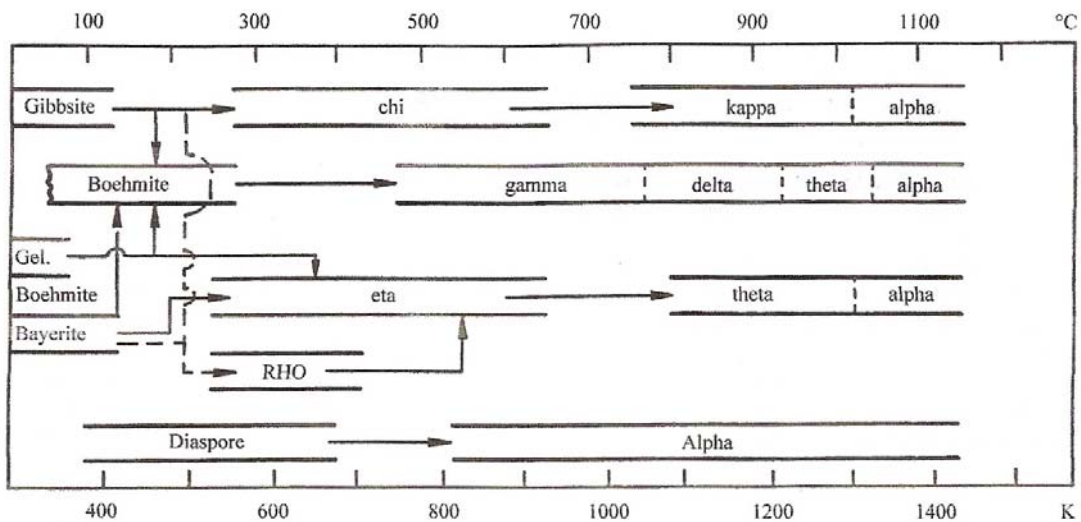 100 300 500 700 900 1100 °C
Gibbsite chi kappa alpha
Boehmite gamma delta theta alpha
Gel.
Boehmite eta theta alpha
Bayerite
RHO
Diaspore Alpha
400 600 800 1000 1200 1400 K